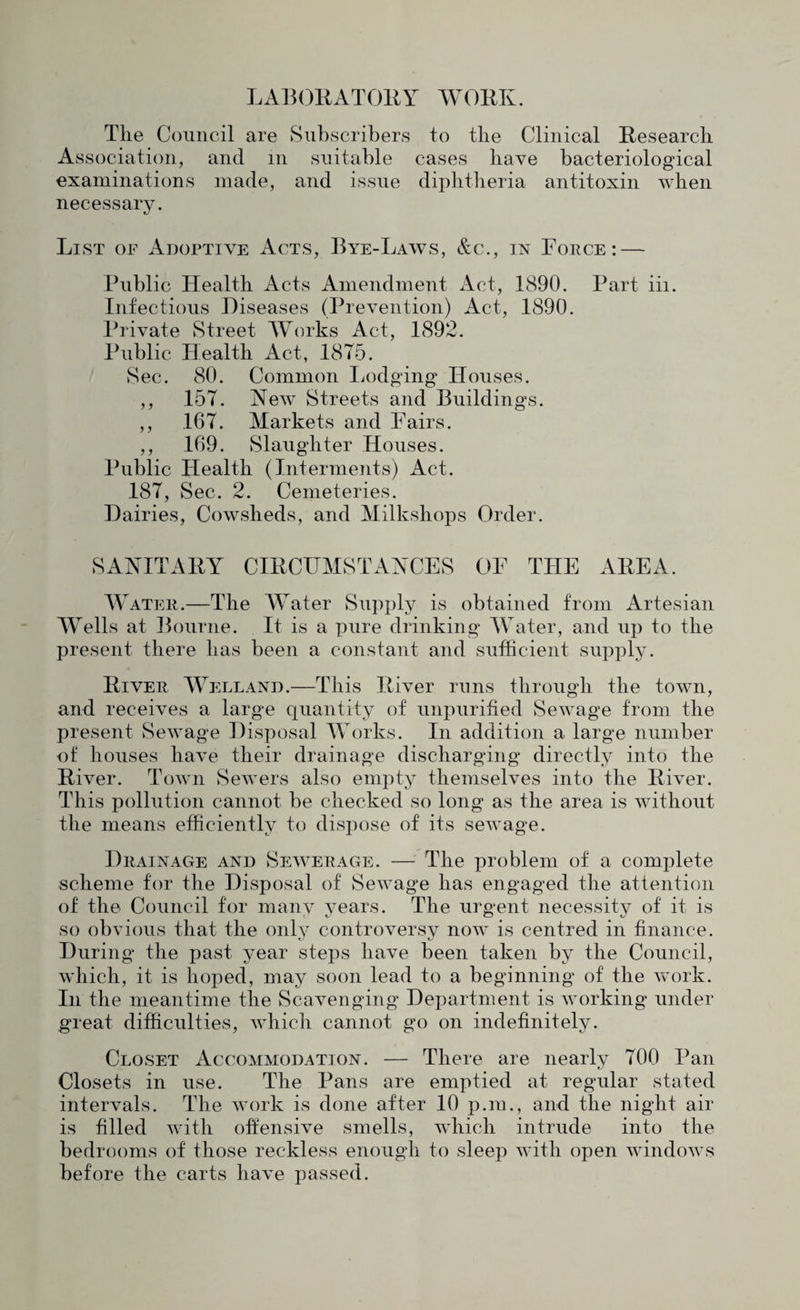 LABORATORY WORK.
The Council are Subscribers to the Clinical Research
Association, and in suitable cases have bacteriological
examinations made, and issue diphtheria antitoxin when
necessary.
List of Adoptive Acts, Bye-Laws, &c., in Force:—
Public Health Acts Amendment Act, 1890. Part iii.
Infectious Diseases (Prevention) Act, 1890.
Private Street Works Act, 1892.
Public Health Act, 1875.
Sec. 80. Common Lodging Houses.
,, 157. New Streets and Buildings.
,, 167. Markets and Fairs.
,, 169. Slaughter Houses.
Public Health (Interments) Act.
187, Sec. 2. Cemeteries.
Dairies, Cowsheds, and Milkshops Order.
SANITARY CIRCUMSTANCES OF THE AREA.
Water.—The Water Supply is obtained from Artesian
Wells at Bourne. It is a pure drinking Water, and up to the
present there has been a constant and sufficient supply.
River Welland.—This River runs through the town,
and receives a large quantity of unpurified Sewage from the
present Sewage Disposal Works. In addition a large number
of houses have their drainage discharging directly into the
River. Town Sewers also empty themselves into the River.
This pollution cannot be checked so long as the area is without
the means efficiently to dispose of its sewage.
Drainage and Sewerage. — The problem of a complete
scheme for the Disposal of Sewage has engaged the attention
of the Council for many years. The urgent necessity of it is
so obvious that the only controversy now is centred in finance.
During the past year steps have been taken by the Council,
which, it is hoped, may soon lead to a beginning of the work.
In the meantime the Scavenging Department is working under
great difficulties, which cannot go on indefinitely.
Closet Accommodation. — There are nearly 700 Pan
Closets in use. The Pans are emptied at regular stated
intervals. The work is done after 10 p.m., and the night air
is filled with offensive smells, which intrude into the
bedrooms of those reckless enough to sleep with open windows
before the carts have passed.